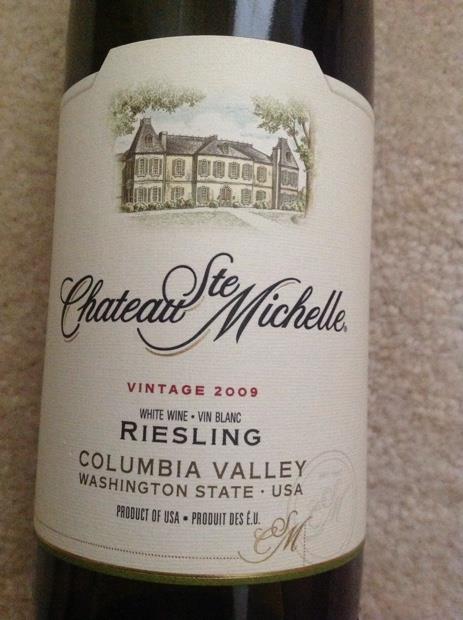 Chateau Ste Michelle
VINTAGE 2009
WHITE WINE • VIN BLANC
RIESLING
COLUMBIA VALLEY
WASHINGTON STATE · USA
PRODUCT OF USA • PRODUIT DES É.U.
CSM